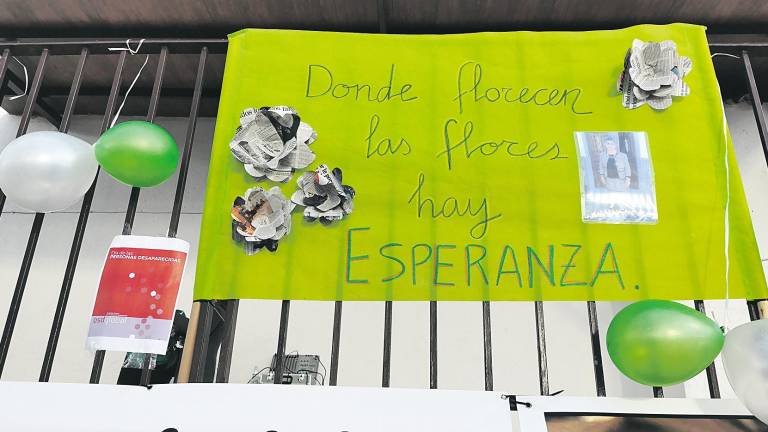 Donde florecen
las flores
hay
ESPERANZA.
PERSONAS DESAPARECIDAS